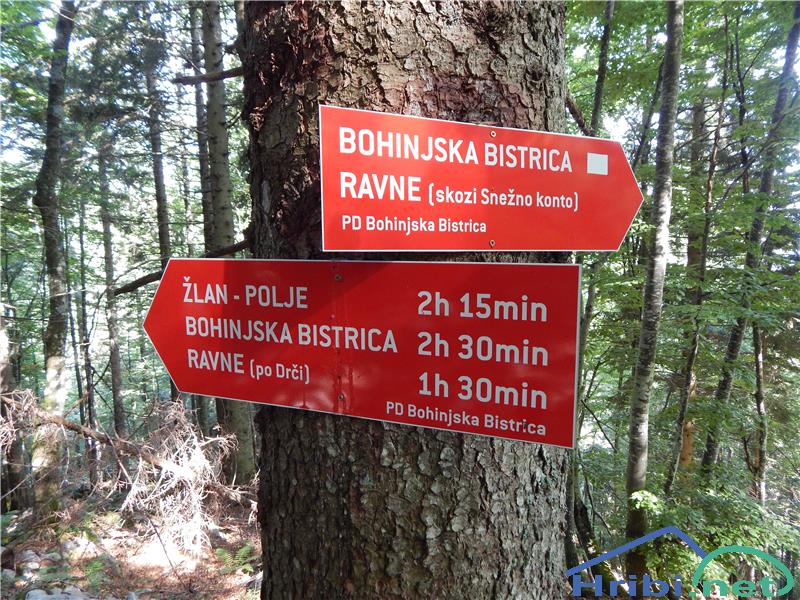 BOHINJSKA BISTRICA
RAVNE (skozi Snežno konto)
PD Bohinjska Bistrica
ŽLAN - POLJE 2h 15min
BOHINJSKA BISTRICA 2h 30min
RAVNE (po Drči) 1h 30min
PD Bohinjska Bistrica
Hribi.net